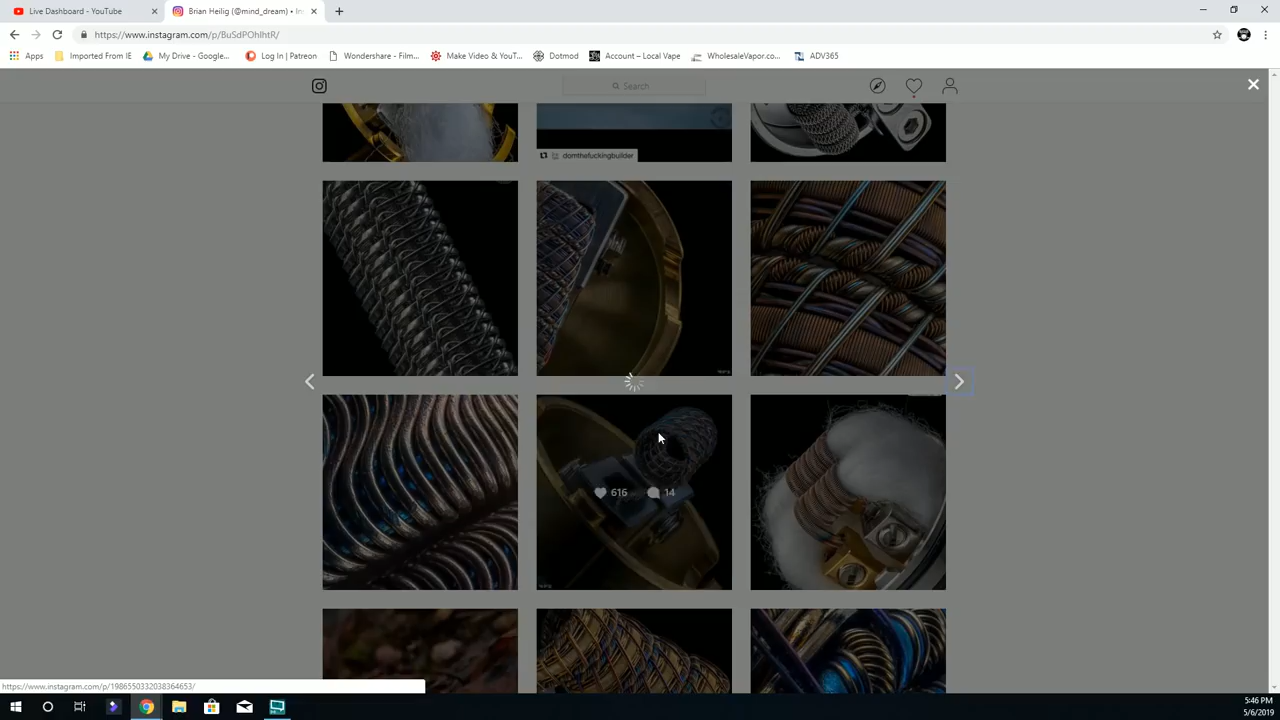 Live Dashboard - YouTube
Brian Heilig (@mind_dream) • In
https://www.instagram.com/p/BuSdPOhIhtR/
Apps
Imported From IE
My Drive - Google...
Log In | Patreon
Wondershare - Film...
Make Video & YouT...
Dotmod
Account – Local Vape
WholesaleVapor.co...
ADV365
Search
domthefuckingbuilder
616
14
https://www.instagram.com/p/1986550332038364653/
5:46 PM
5/6/2019